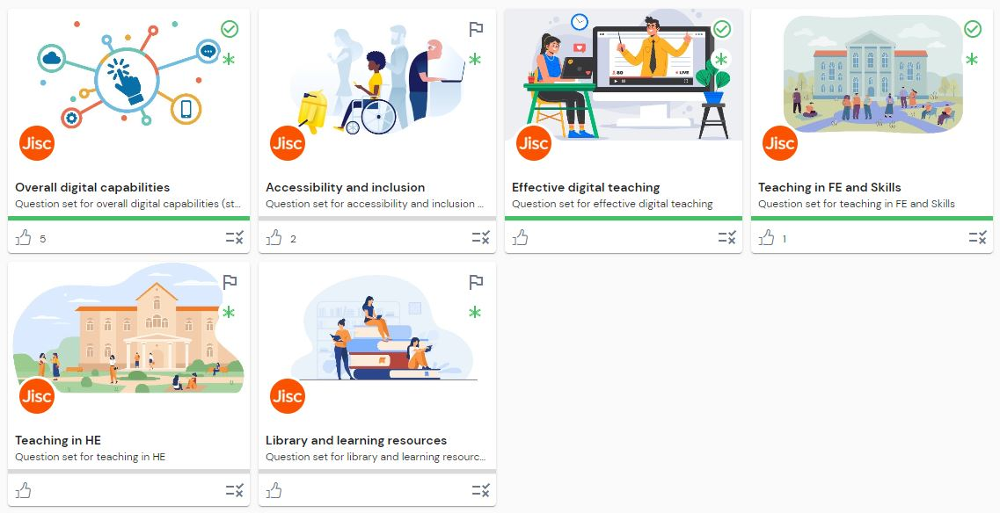 Jisc
Overall digital capabilities
Question set for overall digital capabilities (st...
5
Jisc
Accessibility and inclusion
Question set for accessibility and inclusion ...
2
80
LIVE
Jisc
Effective digital teaching
Question set for effective digital teaching
Jisc
Teaching in FE and Skills
Question set for teaching in FE and Skills
1
Jisc
Teaching in HE
Question set for teaching in HE
Jisc
Library and learning resources
Question set for library and learning resourc...